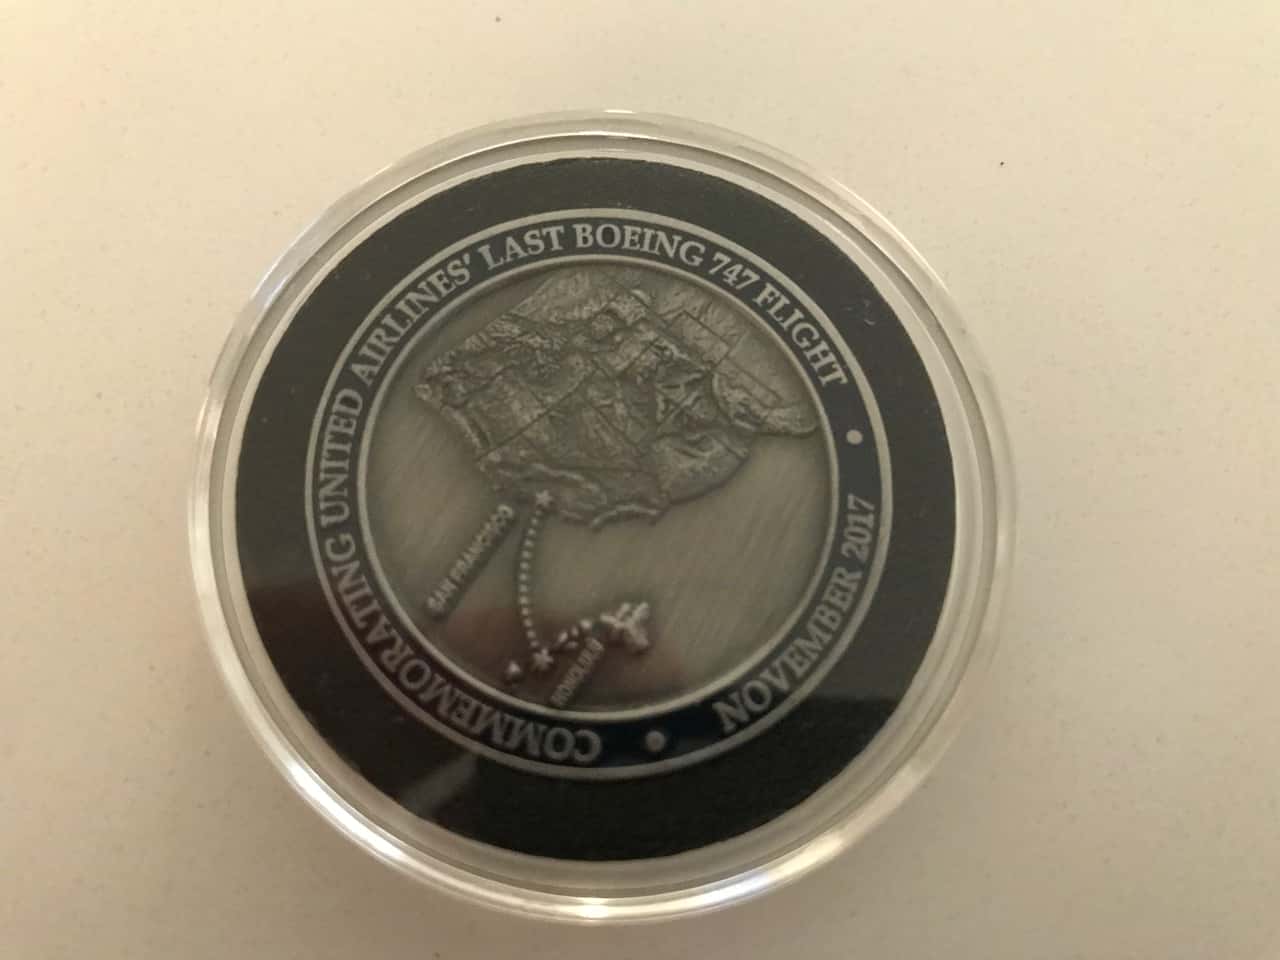 COMMEMORATING UNITED AIRLINES' LAST BOEING 747 FLIGHT
NOVEMBER 2017
SAN FRANCISCO
HONOLULU